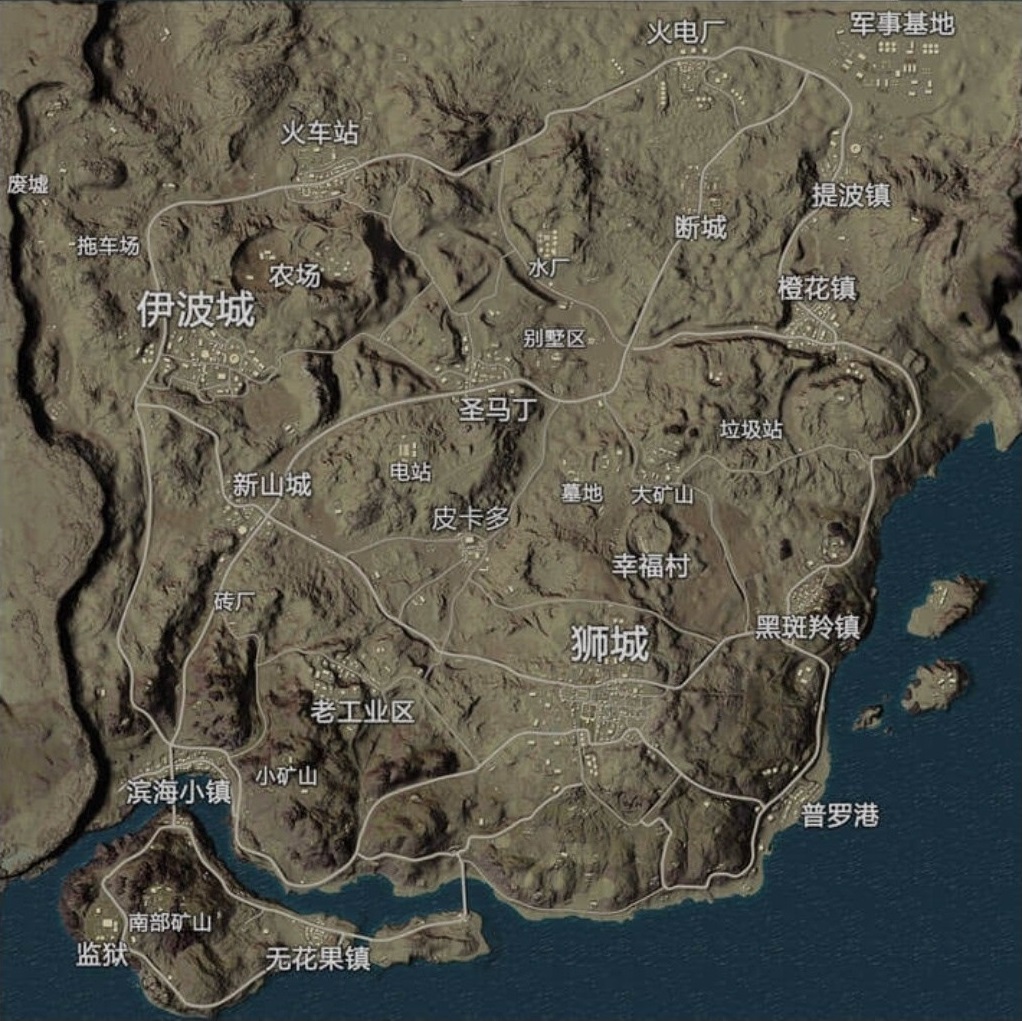 火电厂
军事基地
火车站
废墟
提波镇
断城
拖车场
农场
水厂
橙花镇
伊波城
别墅区
圣马丁
垃圾站
电站
新山城
墓地
大矿山
皮卡多
幸福村
砖厂
黑斑羚镇
狮城
老工业区
小矿山
滨海小镇
普罗港
南部矿山
监狱
无花果镇